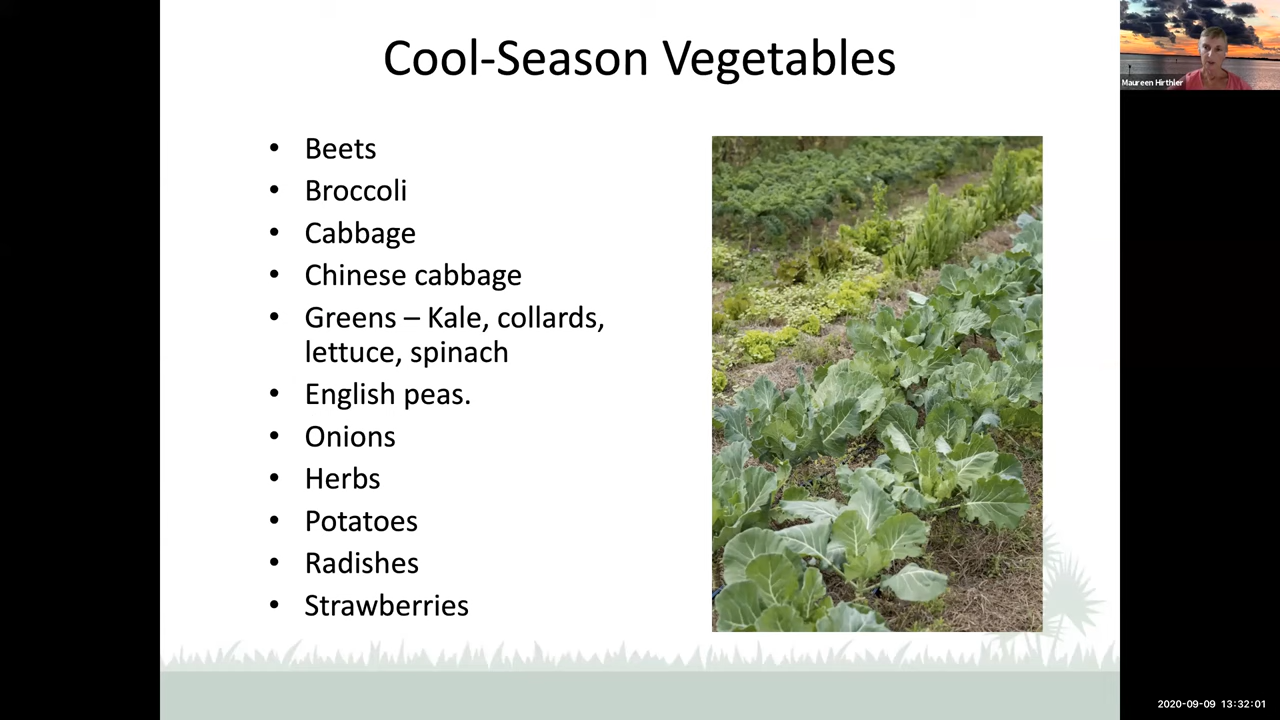 Cool-Season Vegetables
Maureen Hirthler
• Beets
• Broccoli
• Cabbage
• Chinese cabbage
• Greens – Kale, collards,
lettuce, spinach
• English peas.
• Onions
• Herbs
• Potatoes
• Radishes
• Strawberries
2020-09-09 13:32:01